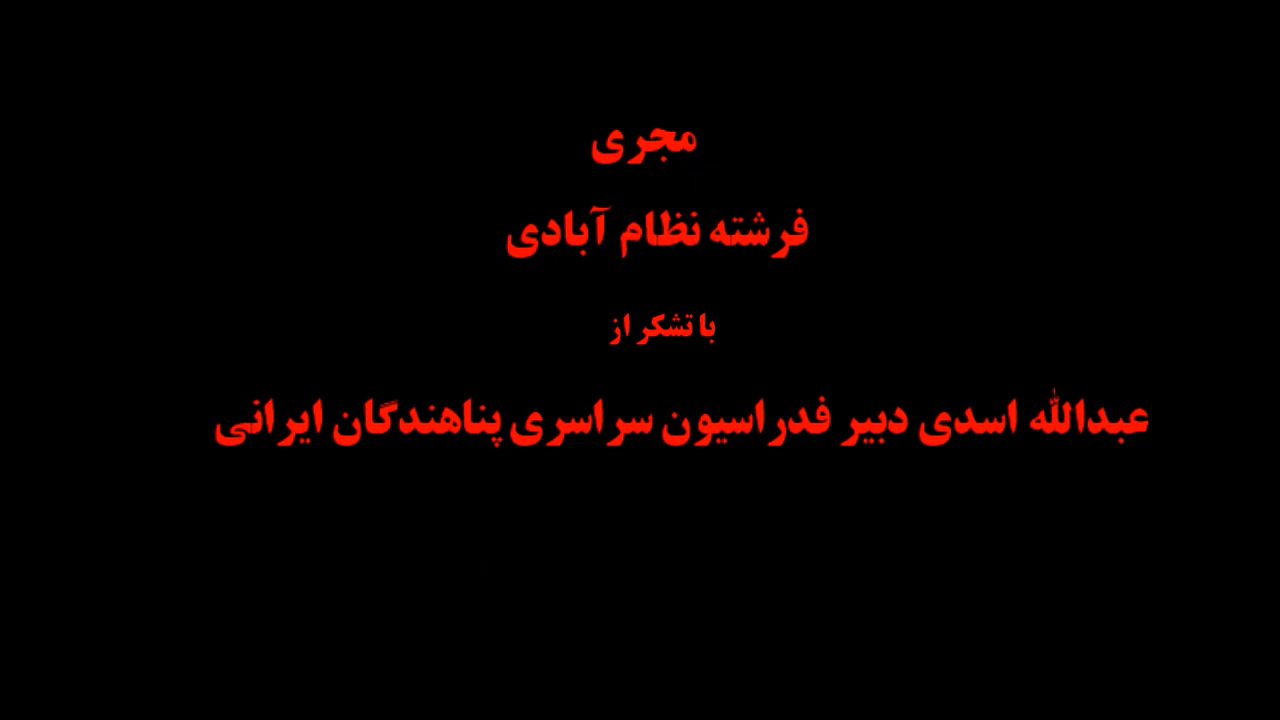 مجری
فرشته نظام آبادی
با تشکر از
عبدالله اسدی دبیر فدراسیون سراسری پناهندگان ایرانی